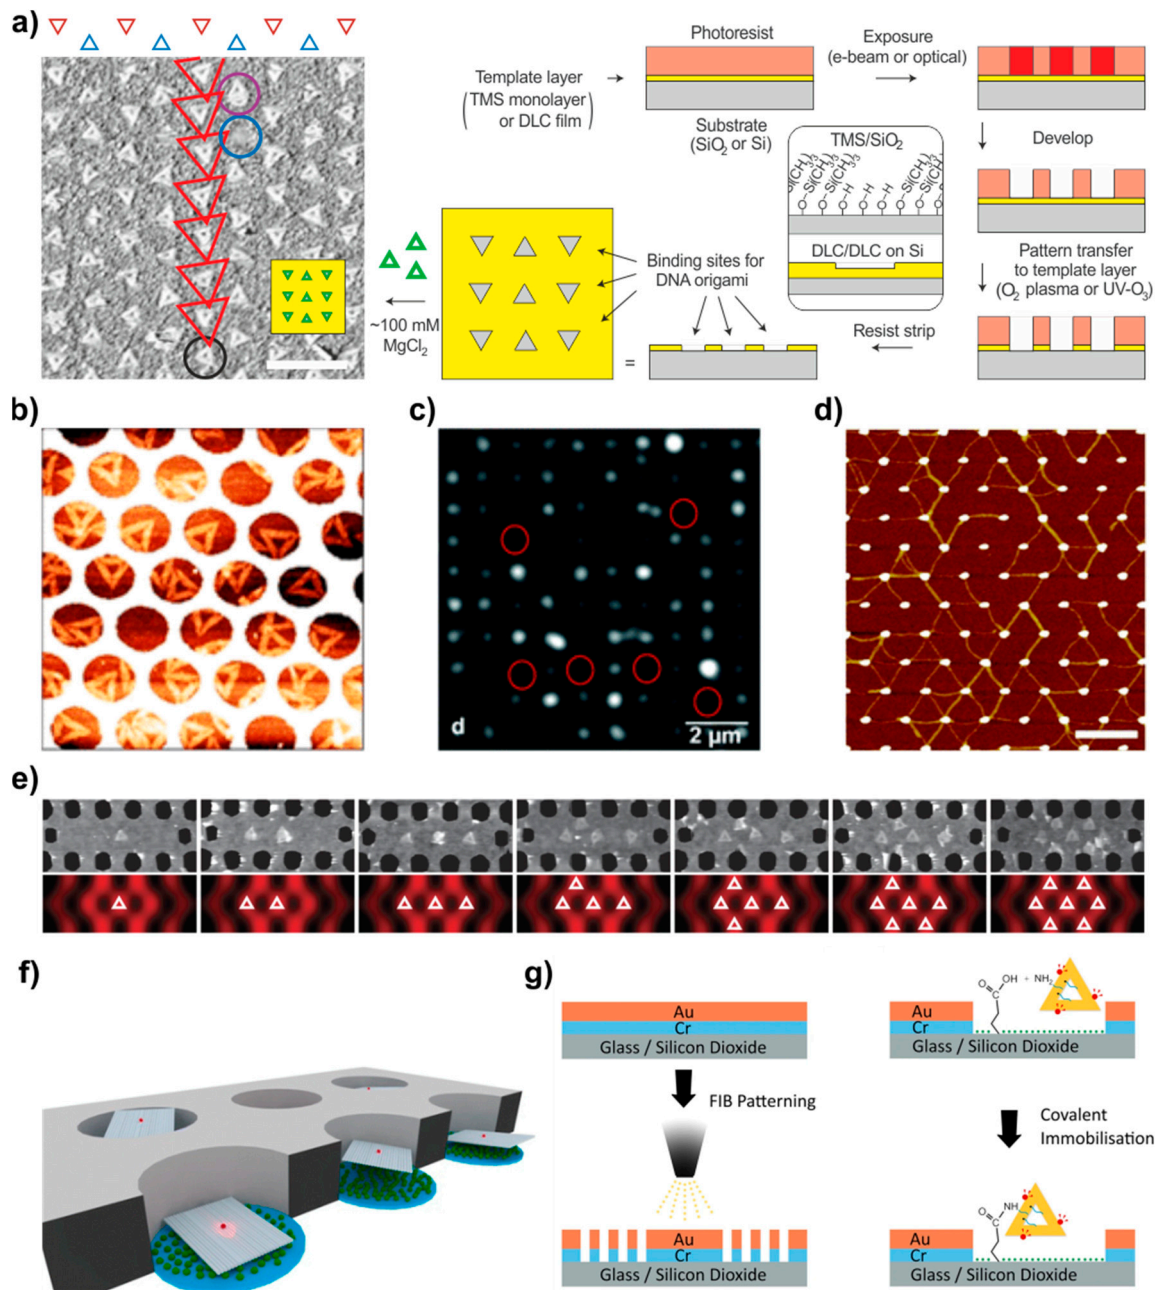 a)
Photoresist
Exposure
(e-beam or optical)
Template layer
(TMS monolayer
or DLC film)
Substrate
(SiO2 or Si)
TMS/SiO2
Si(CH3)3
Si(CH3)3
Si(CH3)3
Si(CH3)3
Si(CH3)3
O O-H O-H O O
DLC/DLC on Si
Develop
Pattern transfer
to template layer
(O2 plasma or UV-O3)
Resist strip
Binding sites for
DNA origami
~100 mM
MgCl2
=
b)
c)
d
2 μm
d)
e)
f)
g)
Au
Cr
Glass / Silicon Dioxide
FIB Patterning
Au
Cr
Glass / Silicon Dioxide
O C OH + NH2
Au
Cr
Glass / Silicon Dioxide
Covalent
Immobilisation
O C NH
Au
Cr
Glass / Silicon Dioxide